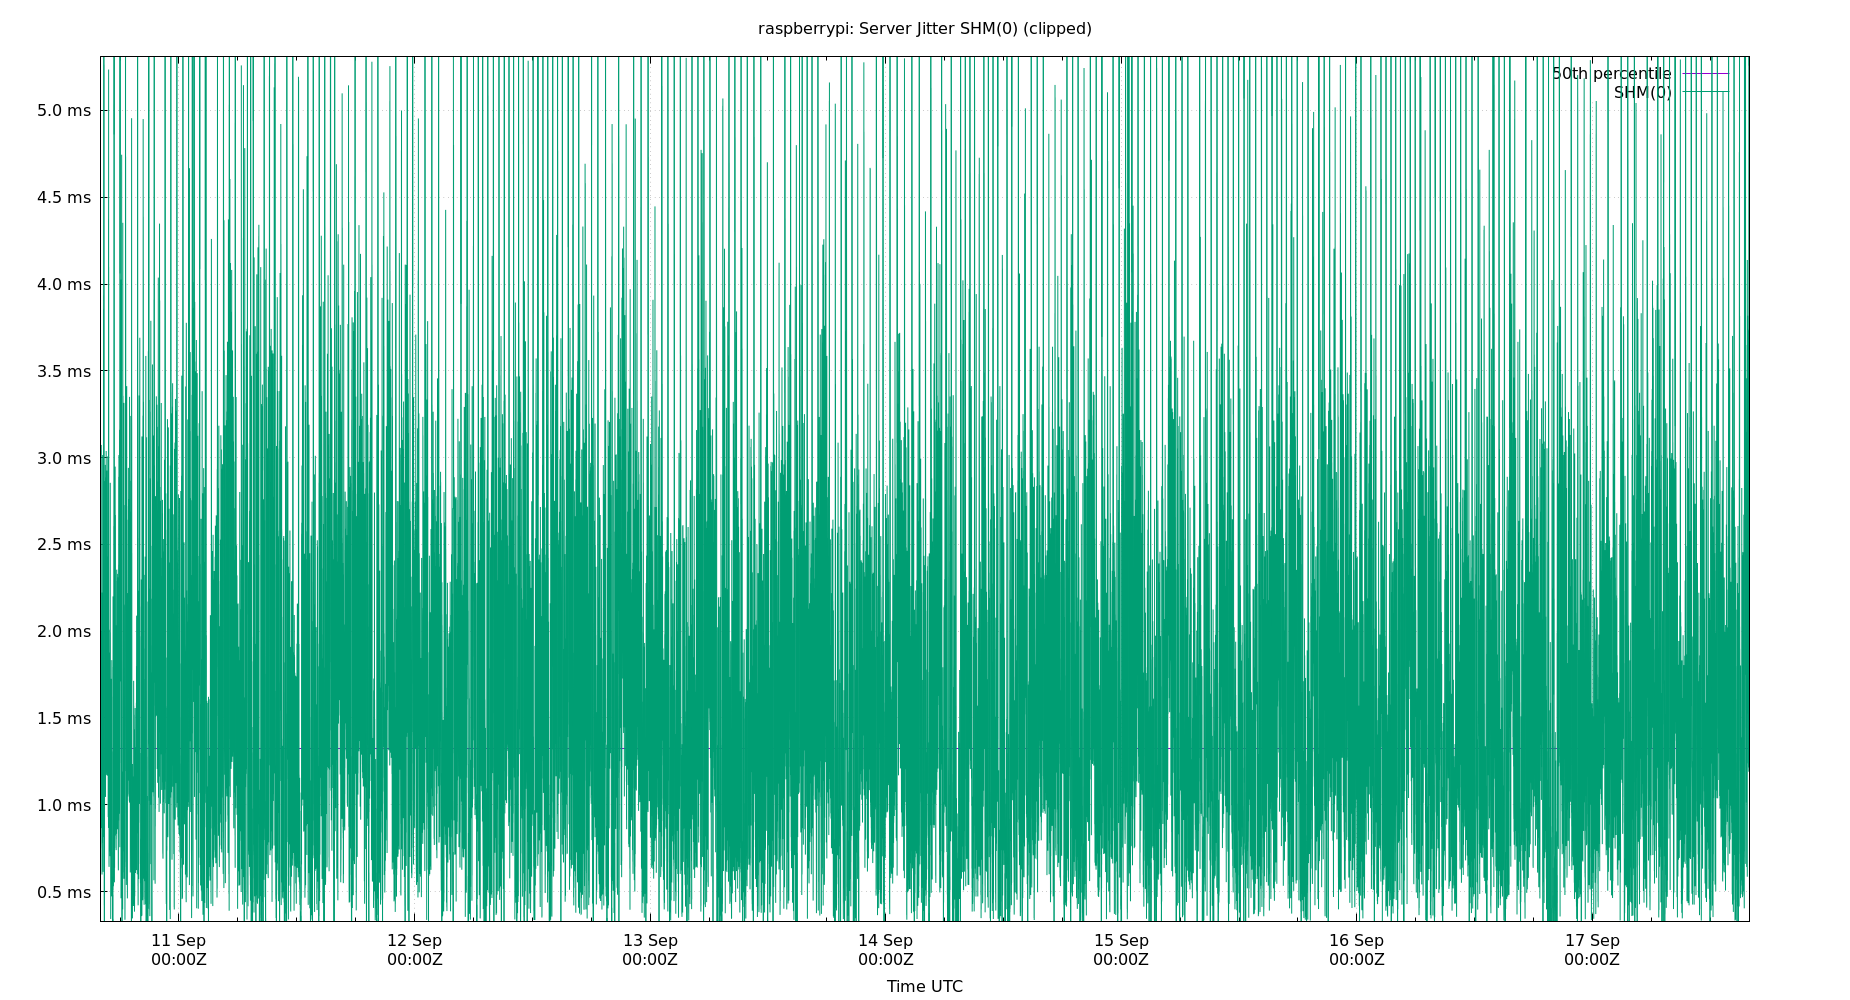 raspberrypi: Server Jitter SHM(0) (clipped)
50th percentile
SHM(0)
5.0 ms
4.5 ms
4.0 ms
3.5 ms
3.0 ms
2.5 ms
2.0 ms
1.5 ms
1.0 ms
0.5 ms
11 Sep 12 Sep 13 Sep 14 Sep 15 Sep 16 Sep 17 Sep
00:00Z 00:00Z 00:00Z 00:00Z 00:00Z 00:00Z 00:00Z
Time UTC